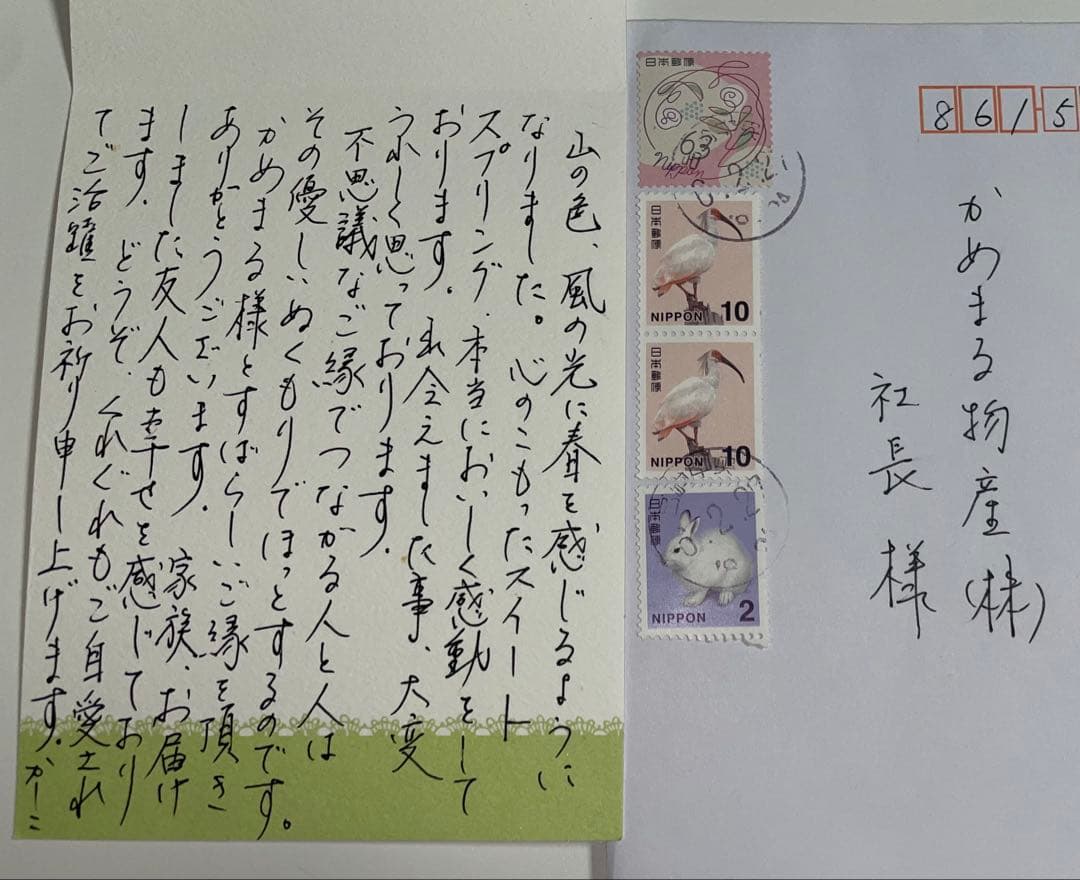 山の色、風の光に春を感じるように
なりました。心のこもったスイート
スプリング、本当においしく感動をして
おります。出会えました事、大変
うれしく思っております。
不思議なご縁でつながる人と人は
その優しいぬくもりでほっとするのです。
かめまる様とすばらしいご縁を頂き
ありがとうございます。家族、お届け
しました友人も幸せを感じており
ます。どうぞ、くれぐれもご自愛され
てご活躍をお祈り申し上げます。かしこ
日本郵便
63
nippon
日本郵便
NIPPON 10
日本郵便
NIPPON 10
日本郵便
NIPPON 2
861-5
かめまる物産(株)
社長 様